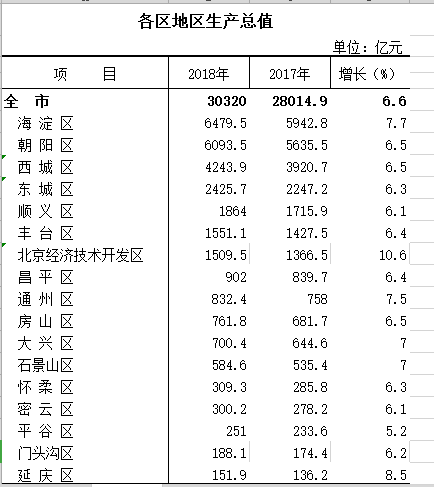 各区地区生产总值
单位：亿元
项 目 2018年 2017年 增长（%）
全 市 30320 28014.9 6.6
海 淀 区 6479.5 5942.8 7.7
朝 阳 区 6093.5 5635.5 6.5
西 城 区 4243.9 3920.7 6.5
东 城 区 2425.7 2247.2 6.3
顺 义 区 1864 1715.9 6.1
丰 台 区 1551.1 1427.5 6.4
北京经济技术开发区 1509.5 1366.5 10.6
昌 平 区 902 839.7 6.4
通 州 区 832.4 758 7.5
房 山 区 761.8 681.7 6.5
大 兴 区 700.4 644.6 7
石景山区 584.6 535.4 7
怀 柔 区 309.3 285.8 6.3
密 云 区 300.2 278.2 6.1
平 谷 区 251 233.6 5.2
门头沟区 188.1 174.4 6.2
延 庆 区 151.9 136.2 8.5